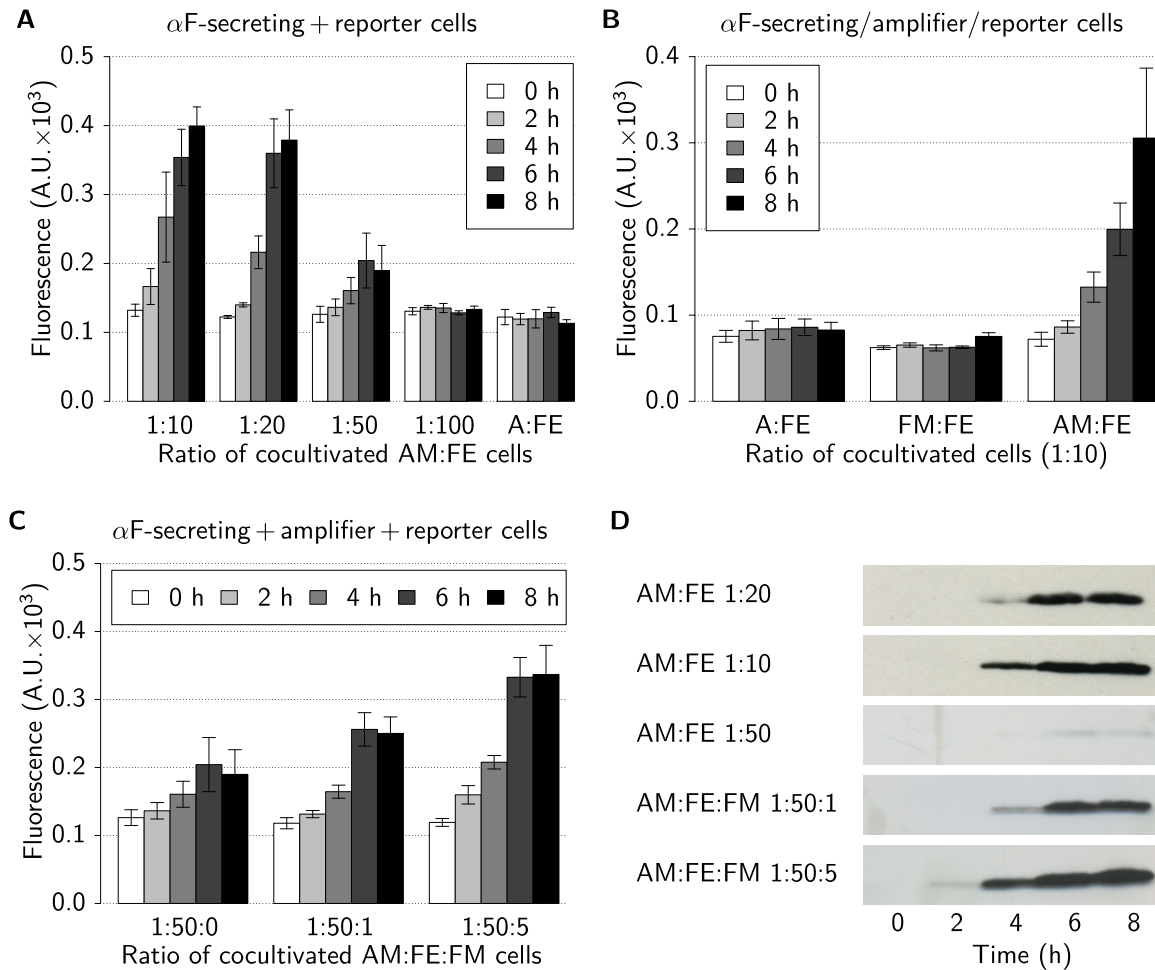 A
αF-secreting + reporter cells
Fluorescence (A.U.×10³)
0.5
0.4
0.3
0.2
0.1
0.0
0 h
2 h
4 h
6 h
8 h
1:10 1:20 1:50 1:100 A:FE
Ratio of cocultivated AM:FE cells
B
αF-secreting/amplifier/reporter cells
Fluorescence (A.U.×10³)
0.4
0.3
0.2
0.1
0.0
0 h
2 h
4 h
6 h
8 h
A:FE FM:FE AM:FE
Ratio of cocultivated cells (1:10)
C
αF-secreting + amplifier + reporter cells
Fluorescence (A.U.×10³)
0.5
0.4
0.3
0.2
0.1
0.0
0 h 2 h 4 h 6 h 8 h
1:50:0 1:50:1 1:50:5
Ratio of cocultivated AM:FE:FM cells
D
AM:FE 1:20
AM:FE 1:10
AM:FE 1:50
AM:FE:FM 1:50:1
AM:FE:FM 1:50:5
0 2 4 6 8
Time (h)